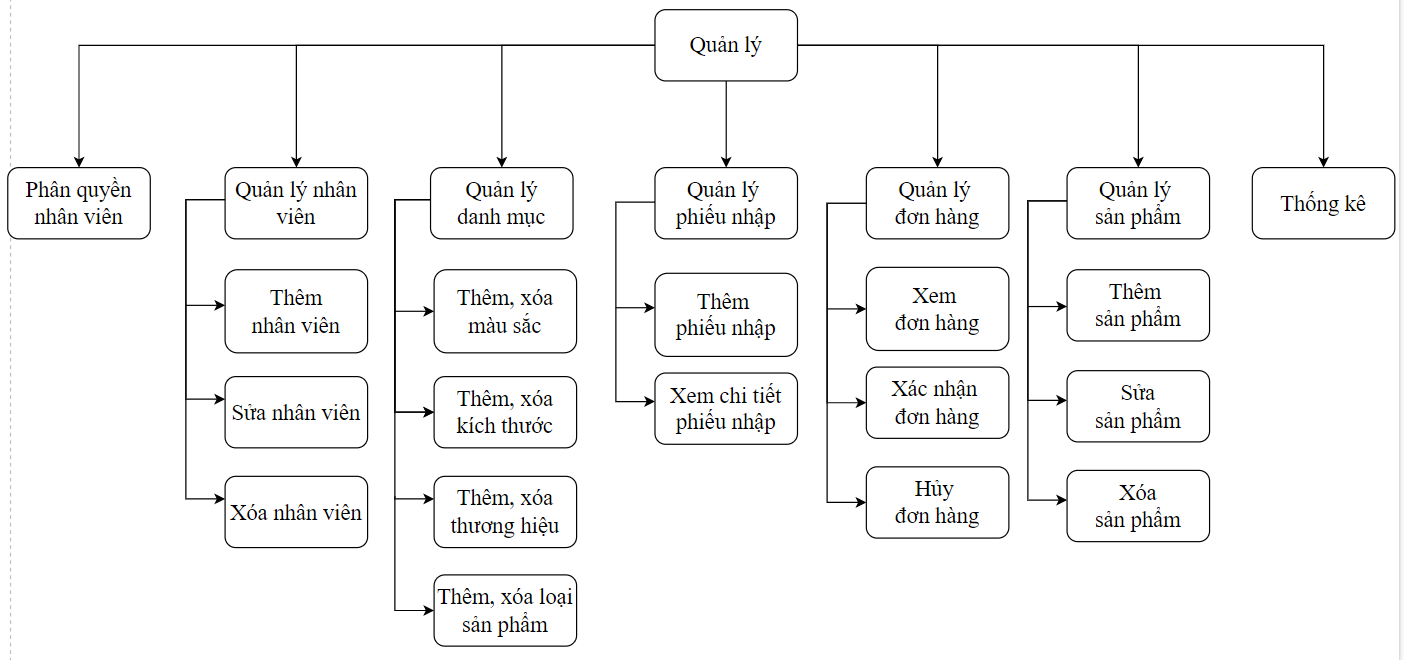 Quản lý
Phân quyền
nhân viên
Quản lý nhân
viên
Quản lý
danh mục
Quản lý
phiếu nhập
Quản lý
đơn hàng
Quản lý
sản phẩm
Thống kê
Thêm
nhân viên
Sửa nhân viên
Xóa nhân viên
Thêm, xóa
màu sắc
Thêm, xóa
kích thước
Thêm, xóa
thương hiệu
Thêm, xóa loại
sản phẩm
Thêm
phiếu nhập
Xem chi tiết
phiếu nhập
Xem
đơn hàng
Xác nhận
đơn hàng
Hủy
đơn hàng
Thêm
sản phẩm
Sửa
sản phẩm
Xóa
sản phẩm